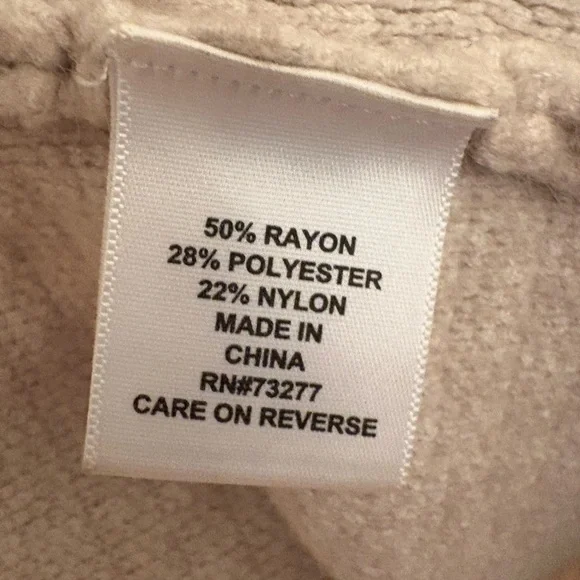 50% RAYON
28% POLYESTER
22% NYLON
MADE IN
CHINA
RN#73277
CARE ON REVERSE